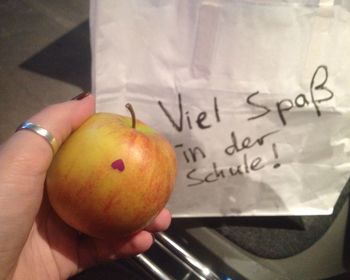 Viel Spaß
in der
Schule!